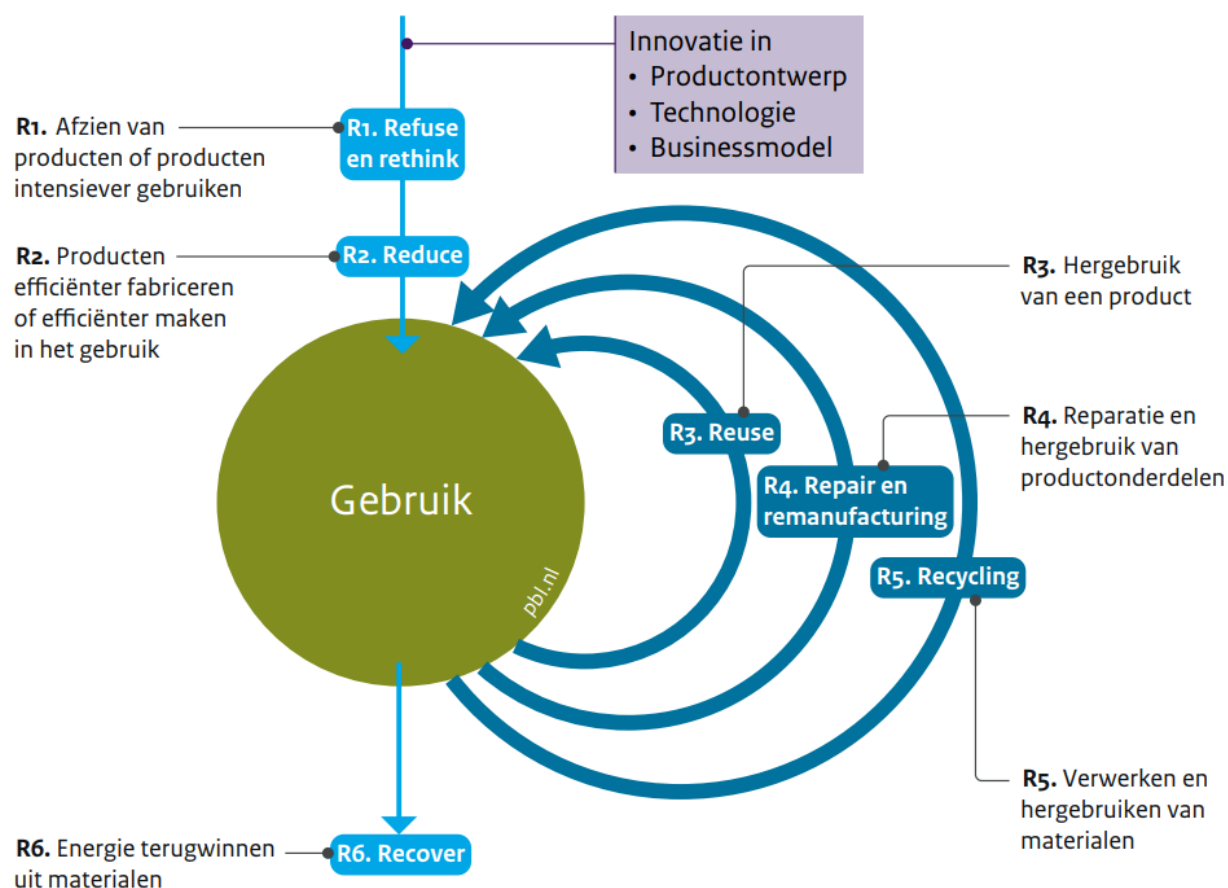 Innovatie in
• Productontwerp
• Technologie
• Businessmodel
R1. Afzien van
producten of producten
intensiever gebruiken
R1. Refuse
en rethink
R2. Producten
efficiënter fabriceren
of efficiënter maken
in het gebruik
R2. Reduce
R3. Hergebruik
van een product
R3. Reuse
R4. Reparatie en
hergebruik van
productonderdelen
R4. Repair en
remanufacturing
Gebruik
pbl.nl
R5. Recycling
R5. Verwerken en
hergebruiken van
materialen
R6. Energie terugwinnen
uit materialen
R6. Recover